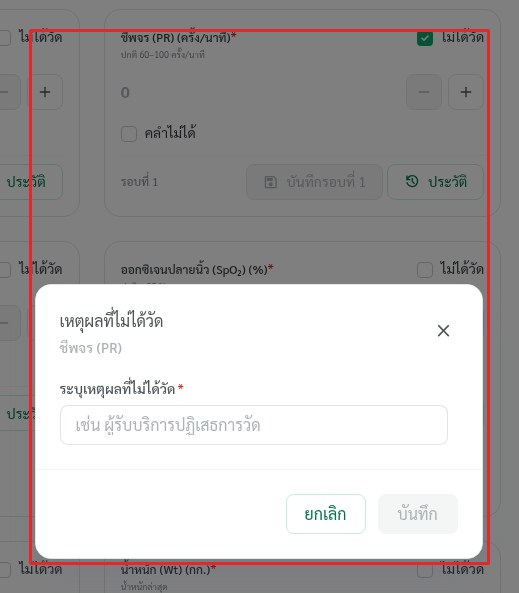 ไม่ได้วัด
ชีพจร (PR) (ครั้ง/นาที)*
ไม่ได้วัด
ปกติ 60-100 ครั้ง/นาที
0
คลำไม่ได้
ประวัติ
รอบที่ 1
บันทึกรอบที่ 1
ประวัติ
ไม่ได้วัด
ออกซิเจนปลายนิ้ว (SpO₂) (%)*
ไม่ได้วัด
เหตุผลที่ไม่ได้วัด
ชีพจร (PR)
ระบุเหตุผลที่ไม่ได้วัด *
เช่น ผู้รับบริการปฏิเสธการวัด
ยกเลิก
บันทึก
ไม่ได้วัด
น้ำหนัก (Wt) (กก.)*
ไม่ได้วัด
น้ำหนักล่าสุด